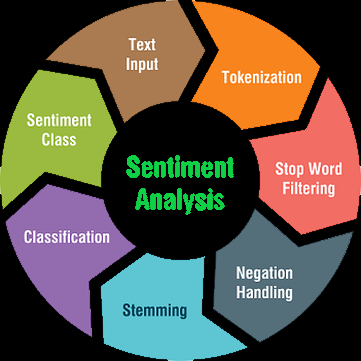 Text
Input
Tokenization
Stop Word
Filtering
Negation
Handling
Stemming
Classification
Sentiment
Class
Sentiment
Analysis